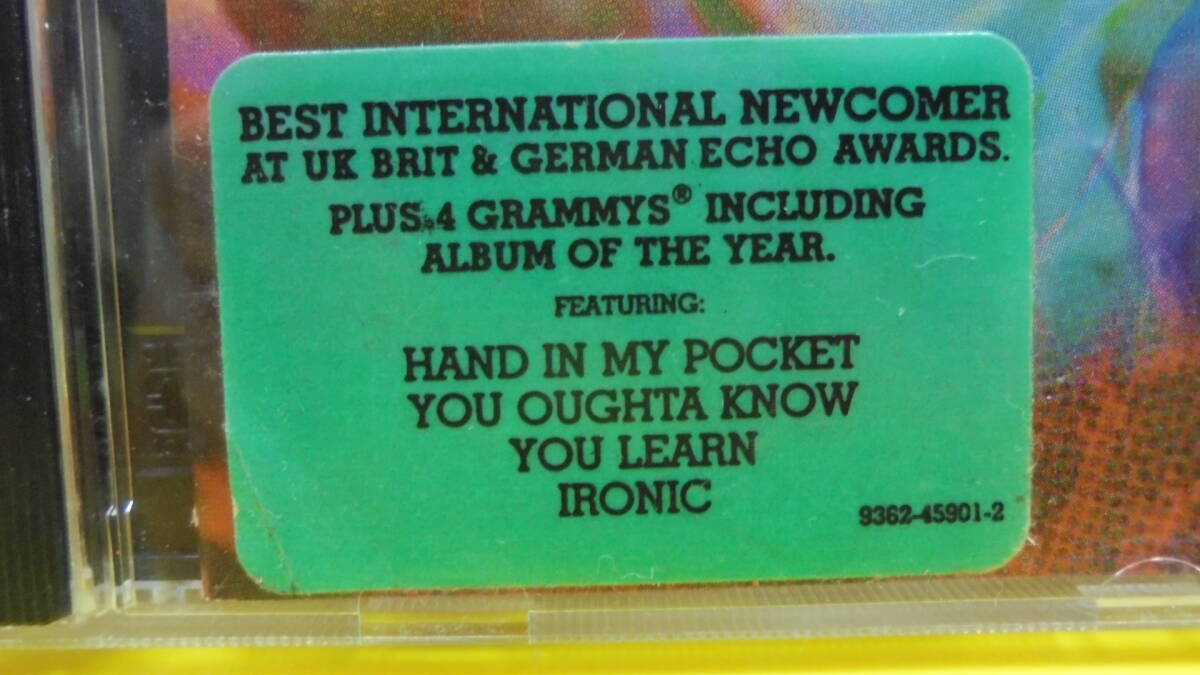 BEST INTERNATIONAL NEWCOMER
AT UK BRIT & GERMAN ECHO AWARDS.
PLUS 4 GRAMMYS® INCLUDING
ALBUM OF THE YEAR.
FEATURING:
HAND IN MY POCKET
YOU OUGHTA KNOW
YOU LEARN
IRONIC
9362-45901-2